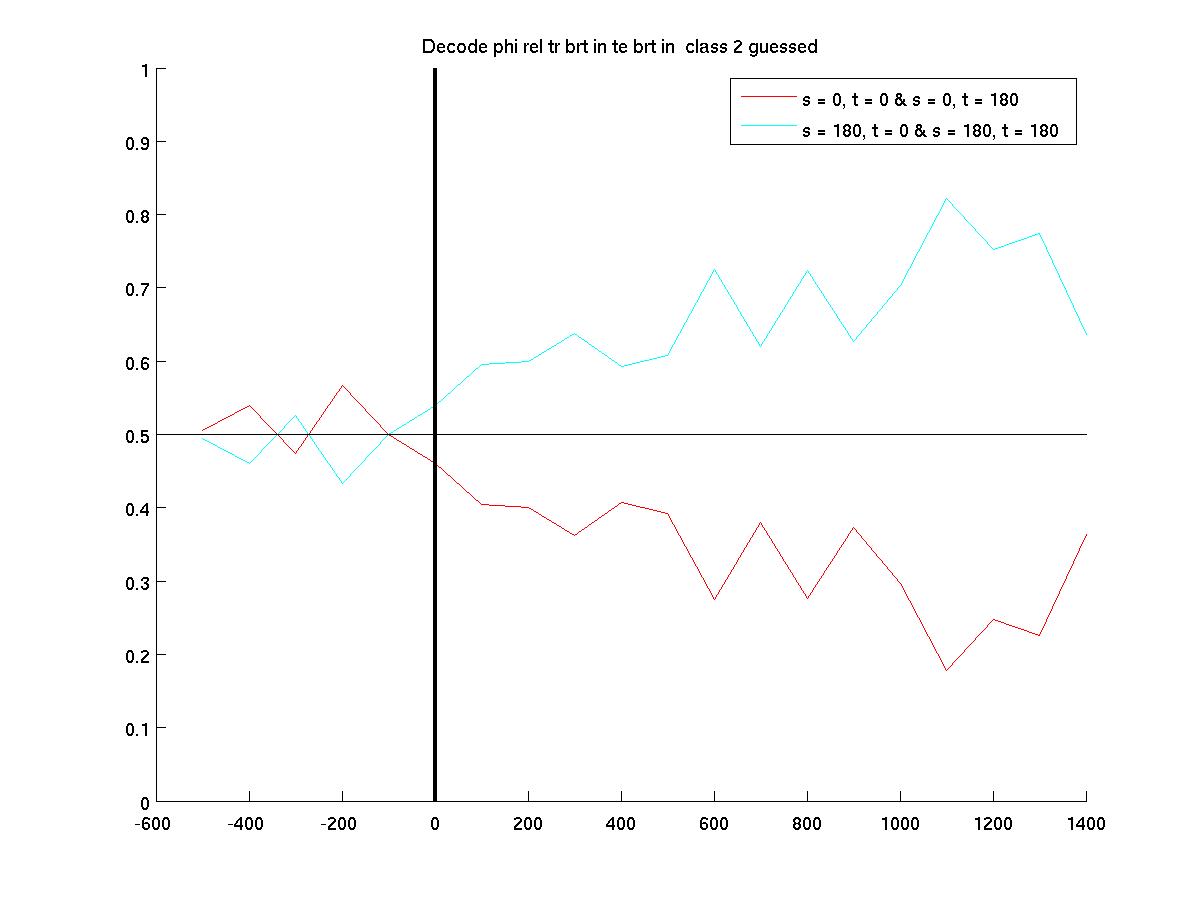 Decode phi rel tr brt in te brt in  class 2 guessed
s = 0, t = 0 & s = 0, t = 180
s = 180, t = 0 & s = 180, t = 180
1
0.9
0.8
0.7
0.6
0.5
0.4
0.3
0.2
0.1
0
-600 -400 -200 0 200 400 600 800 1000 1200 1400